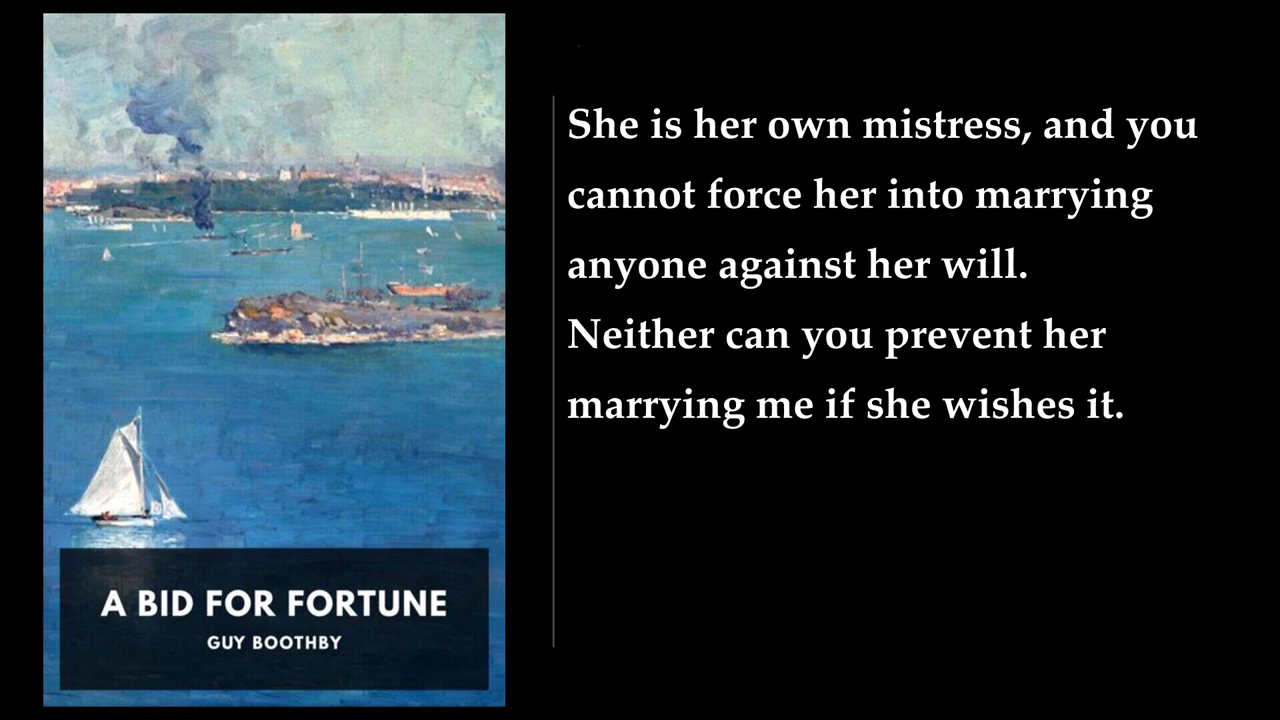 She is her own mistress, and you
cannot force her into marrying
anyone against her will.
Neither can you prevent her
marrying me if she wishes it.
A BID FOR FORTUNE
GUY BOOTHBY